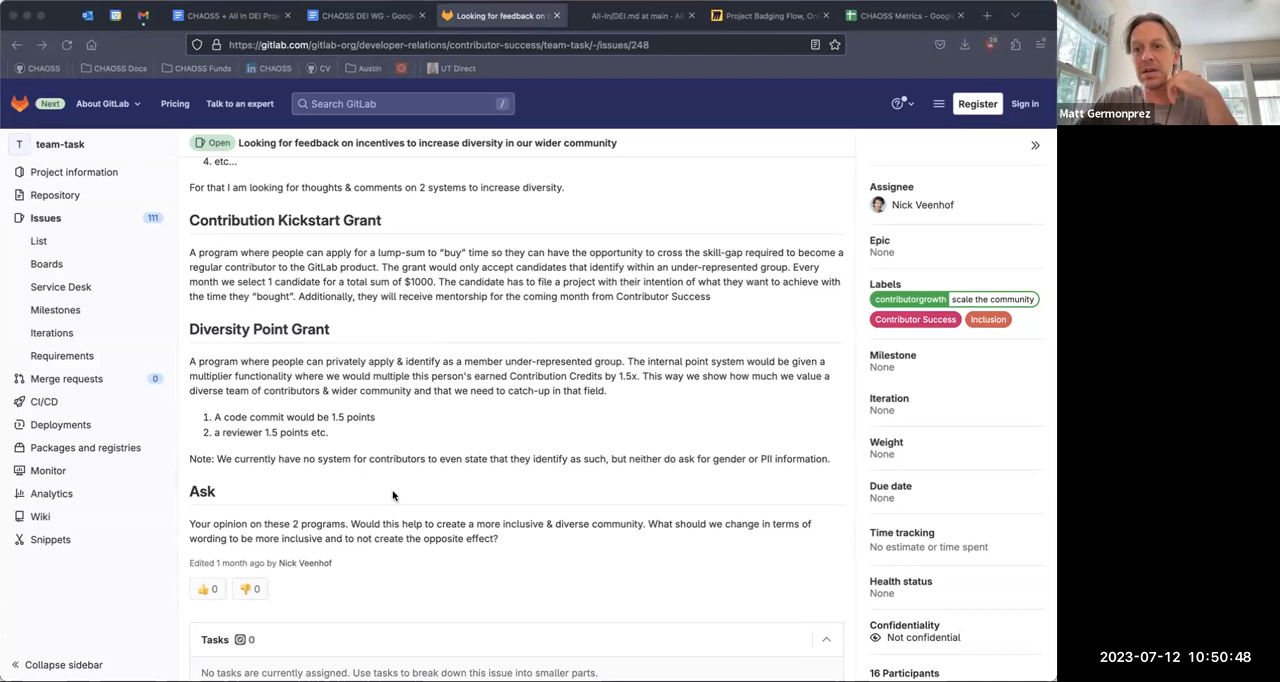 CHAOSS + All In DEI Proje
CHAOSS DEI WG - Google
Looking for feedback on
All-In/DEI.md at main · All
Project Badging Flow, Onl
CHAOSS Metrics - Google
https://gitlab.com/gitlab-org/developer-relations/contributor-success/team-task/-/issues/248
CHAOSS
CHAOSS Docs
CHAOSS Funds
CHAOSS
CV
Austin
UT Direct
Next
About GitLab
Pricing
Talk to an expert
Search GitLab
/
Register
Sign in
T
team-task
Project information
Repository
Issues
111
List
Boards
Service Desk
Milestones
Iterations
Requirements
Merge requests
0
CI/CD
Deployments
Packages and registries
Monitor
Analytics
Wiki
Snippets
Collapse sidebar
Open
Looking for feedback on incentives to increase diversity in our wider community
4. etc...
For that I am looking for thoughts & comments on 2 systems to increase diversity.
Contribution Kickstart Grant
A program where people can apply for a lump-sum to “buy” time so they can have the opportunity to cross the skill-gap required to become a
regular contributor to the GitLab product. The grant would only accept candidates that identify within an under-represented group. Every
month we select 1 candidate for a total sum of $1000. The candidate has to file a project with their intention of what they want to achieve with
the time they “bought”. Additionally, they will receive mentorship for the coming month from Contributor Success
Diversity Point Grant
A program where people can privately apply & identify as a member under-represented group. The internal point system would be given a
multiplier functionality where we would multiple this person's earned Contribution Credits by 1.5x. This way we show how much we value a
diverse team of contributors & wider community and that we need to catch-up in that field.
1. A code commit would be 1.5 points
2. a reviewer 1.5 points etc.
Note: We currently have no system for contributors to even state that they identify as such, but neither do ask for gender or PII information.
Ask
Your opinion on these 2 programs. Would this help to create a more inclusive & diverse community. What should we change in terms of
wording to be more inclusive and to not create the opposite effect?
Edited 1 month ago by Nick Veenhof
0
0
Tasks
0
No tasks are currently assigned. Use tasks to break down this issue into smaller parts.
Assignee
Nick Veenhof
Epic
None
Labels
contributorgrowth scale the community
Contributor Success
Inclusion
Milestone
None
Iteration
None
Weight
None
Due date
None
Time tracking
No estimate or time spent
Health status
None
Confidentiality
Not confidential
16 Participants
Matt Germonprez
2023-07-12 10:50:48